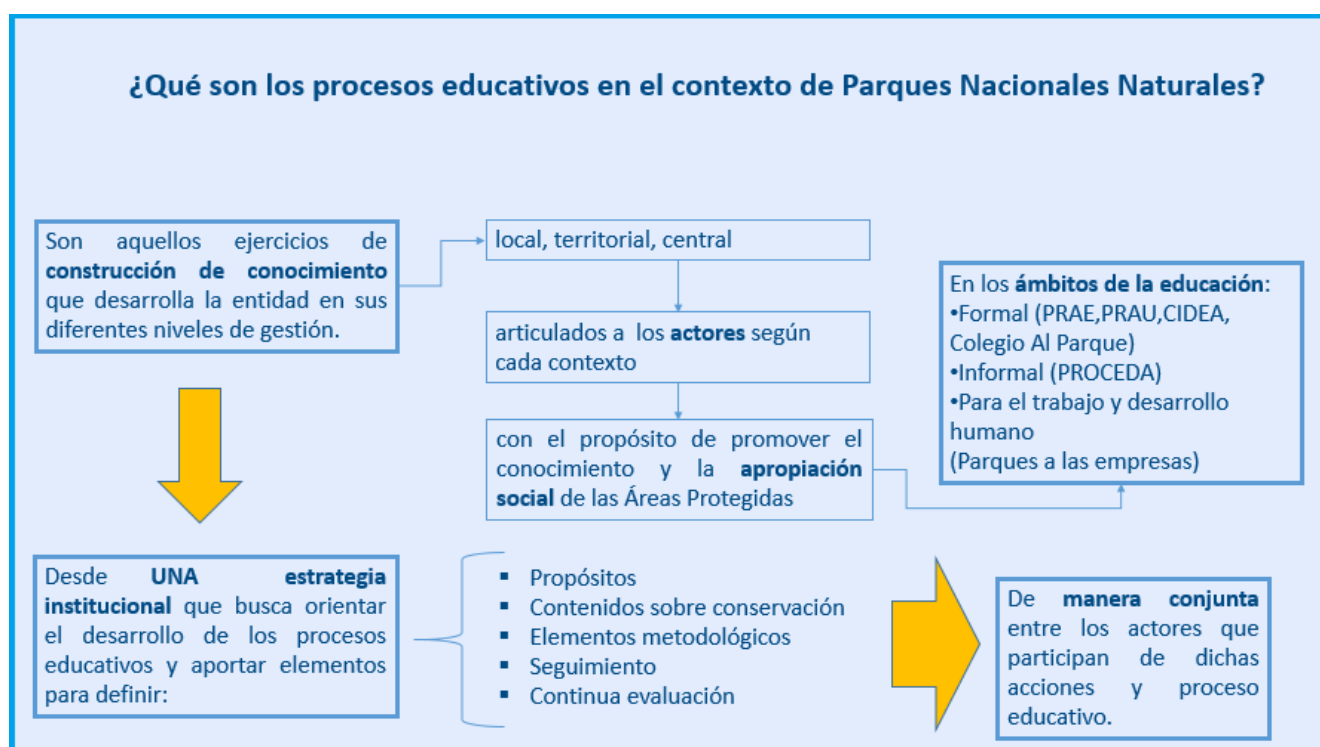 ¿Qué son los procesos educativos en el contexto de Parques Nacionales Naturales?
Son aquellos ejercicios de
construcción de conocimiento
que desarrolla la entidad en sus
diferentes niveles de gestión.
local, territorial, central
articulados a los actores según
cada contexto
con el propósito de promover el
conocimiento y la apropiación
social de las Áreas Protegidas
En los ámbitos de la educación:
•Formal (PRAE,PRAU,CIDEA,
Colegio Al Parque)
•Informal (PROCEDA)
•Para el trabajo y desarrollo
humano
(Parques a las empresas)
Desde UNA estrategia
institucional que busca orientar
el desarrollo de los procesos
educativos y aportar elementos
para definir:
▪ Propósitos
▪ Contenidos sobre conservación
▪ Elementos metodológicos
▪ Seguimiento
▪ Continua evaluación
De manera conjunta
entre los actores que
participan de dichas
acciones y proceso
educativo.